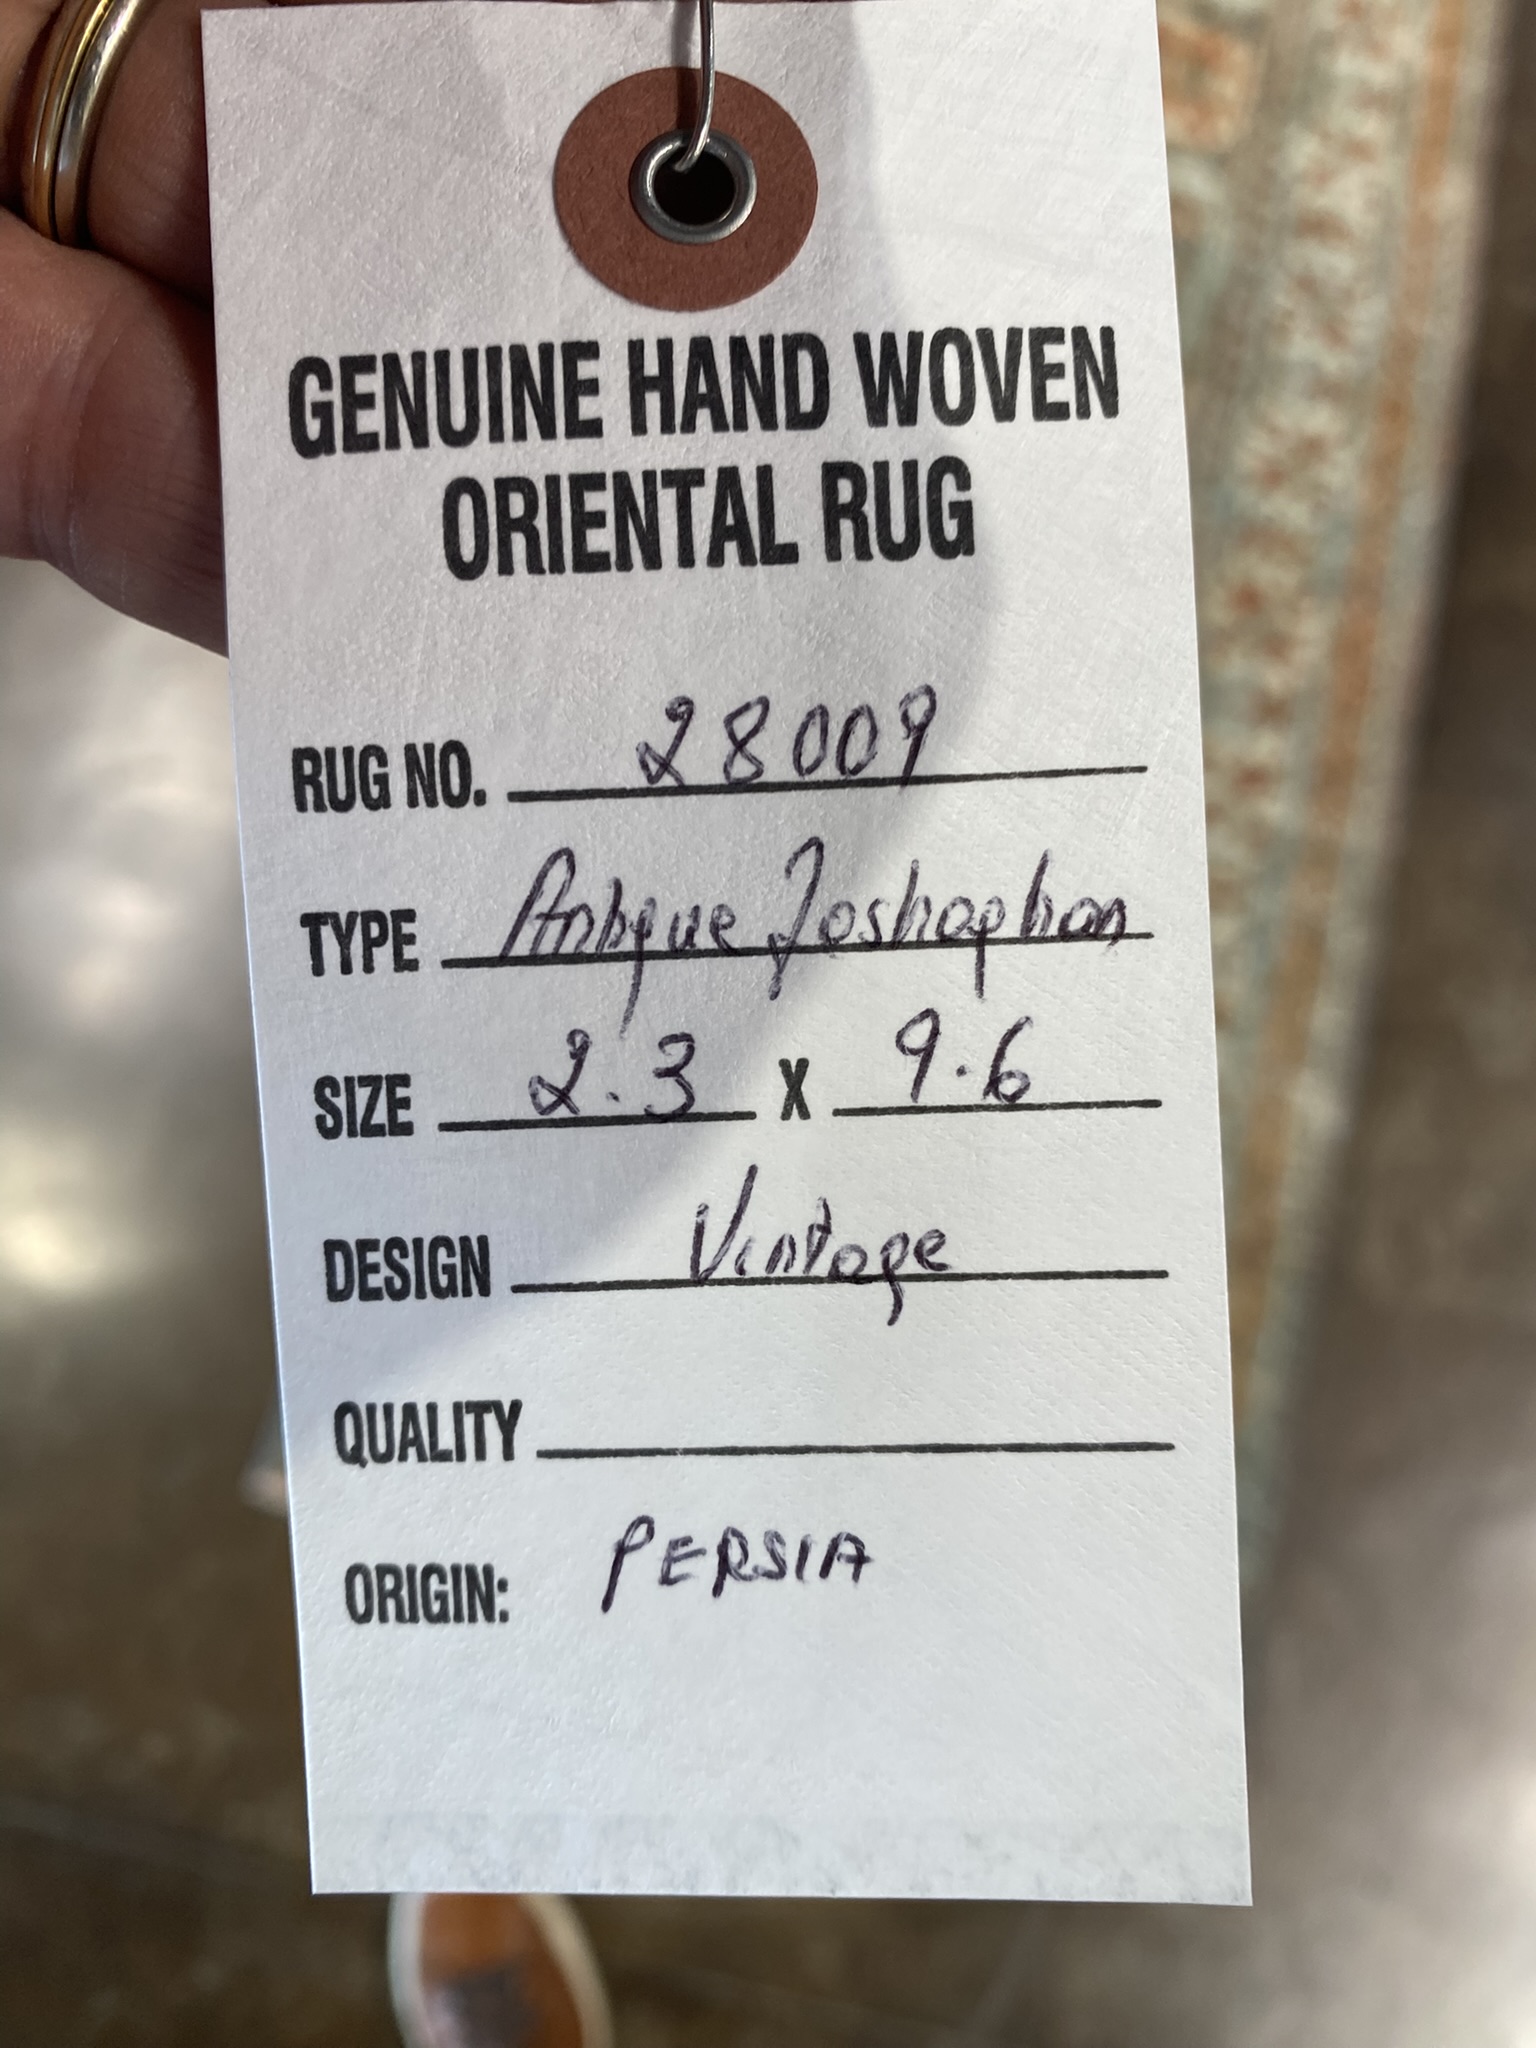 GENUINE HAND WOVEN
ORIENTAL RUG
RUG NO. 28009
TYPE Antique Joshaphan
SIZE 2.3 X 9.6
DESIGN Vintage
QUALITY
ORIGIN: PERSIA